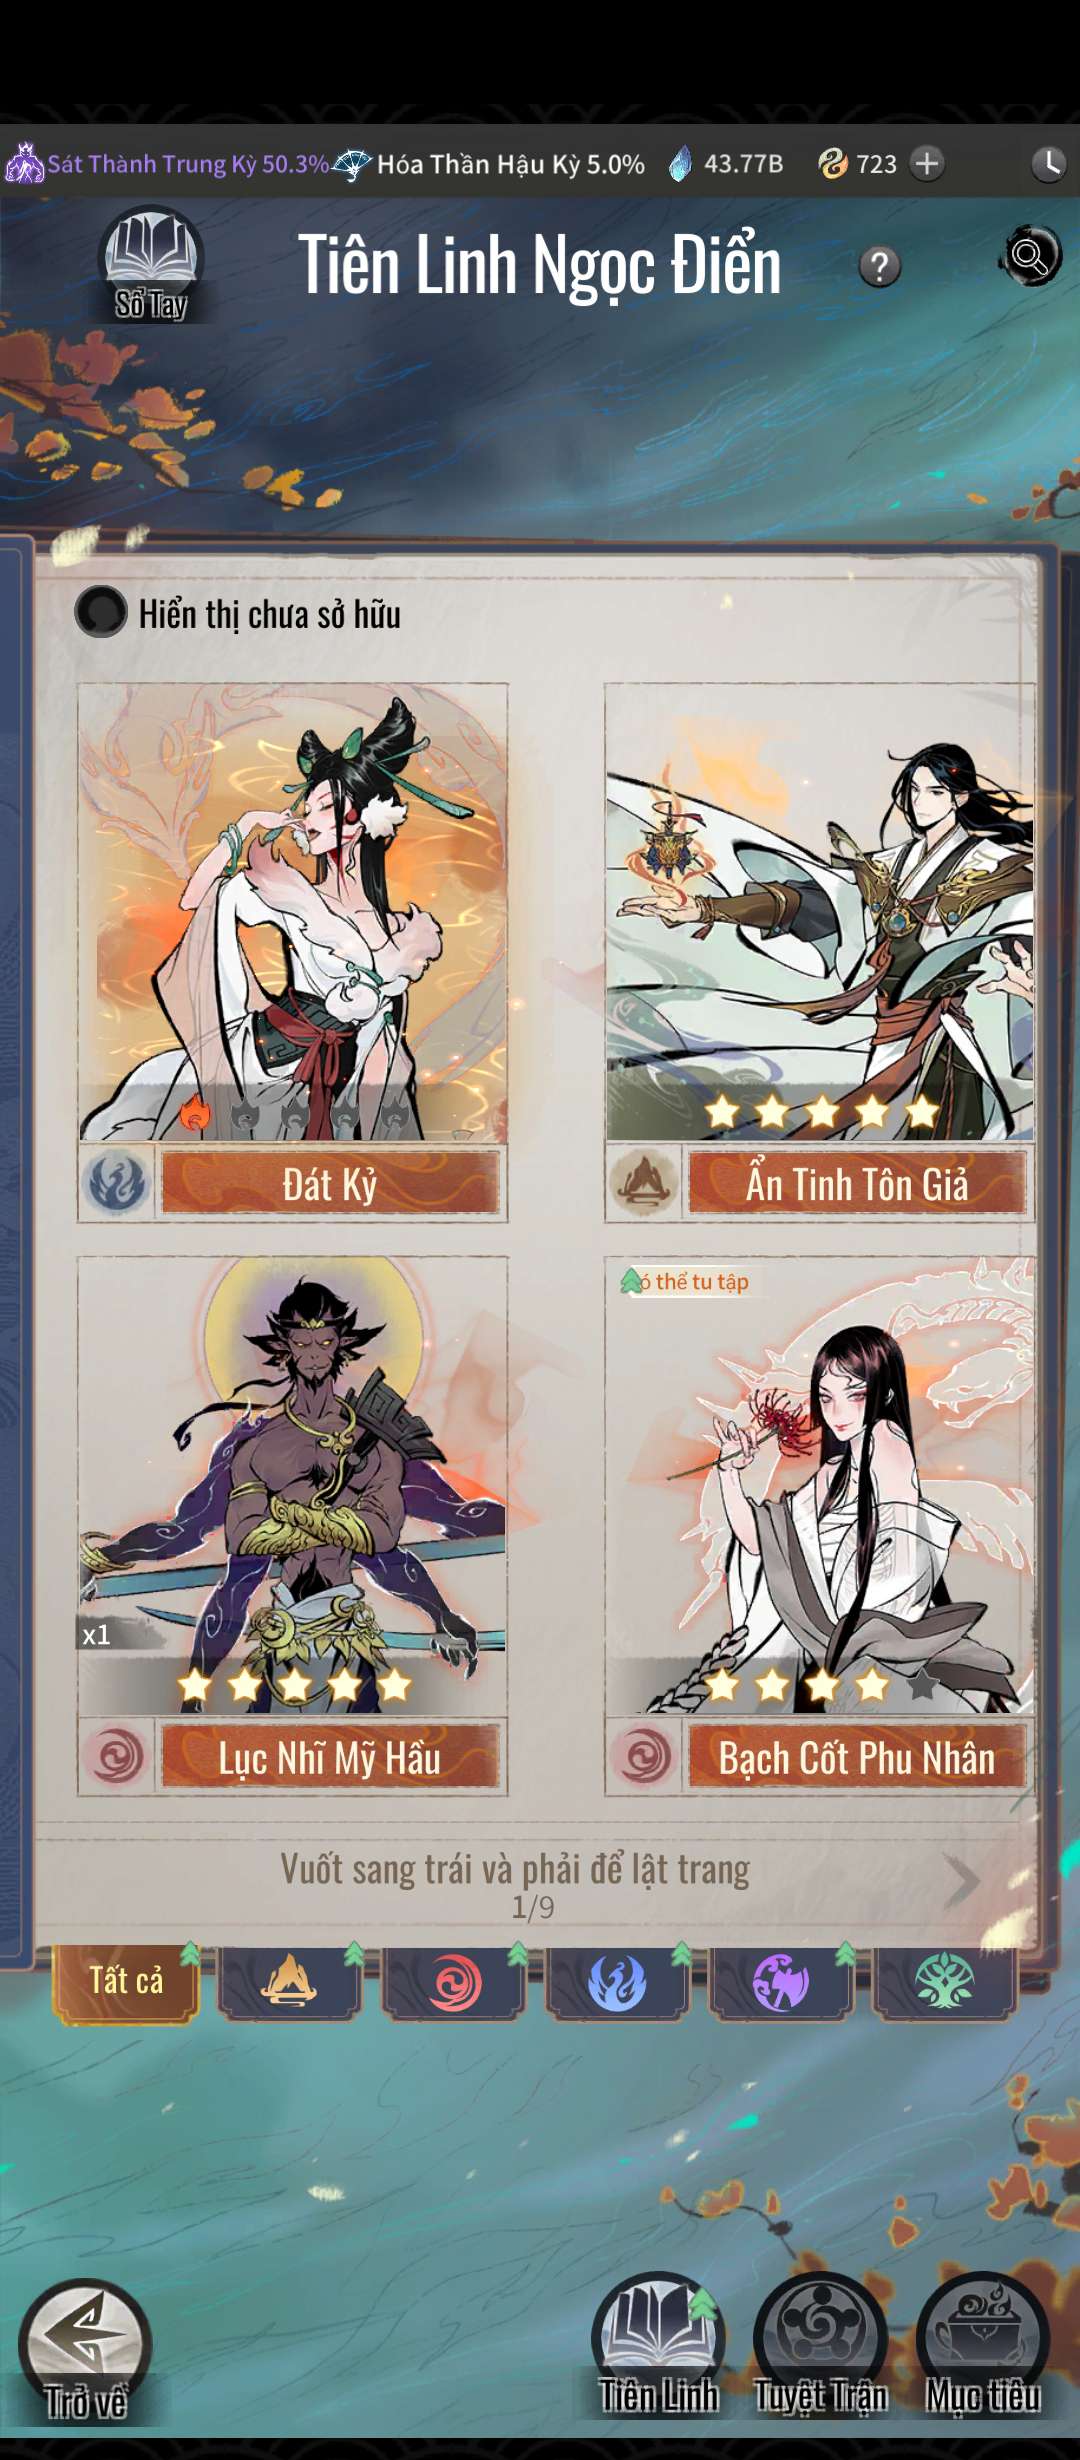 Sát Thành Trung Kỳ 50.3% Hóa Thần Hậu Kỳ 5.0% 43.77B 723
Sổ Tay
Tiên Linh Ngọc Điển
?
Hiển thị chưa sở hữu
Đát Kỷ
Ẩn Tinh Tôn Giả
ó thể tu tập
x1
Lục Nhĩ Mỹ Hầu
Bạch Cốt Phu Nhân
Vuốt sang trái và phải để lật trang
1/9
Tất cả
Trở về
Tiên Linh
Tuyệt Trận
Mục tiêu